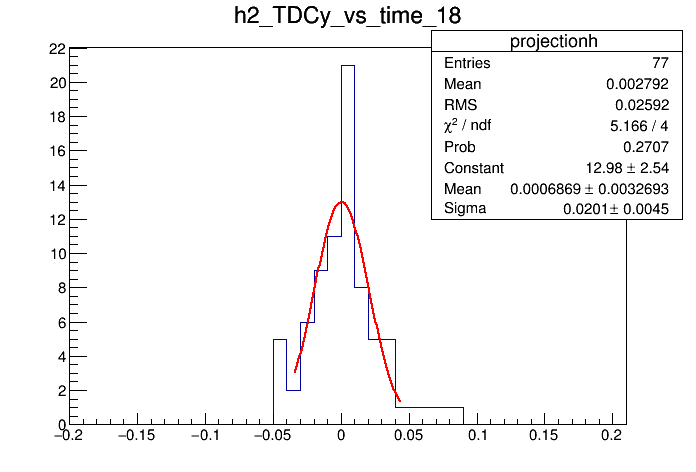 h2_TDCy_vs_time_18
projectionh
Entries 77
Mean 0.002792
RMS 0.02592
χ² / ndf 5.166 / 4
Prob 0.2707
Constant 12.98 ± 2.54
Mean 0.0006869 ± 0.0032693
Sigma 0.0201± 0.0045
22
20
18
16
14
12
10
8
6
4
2
0
−0.2 −0.15 −0.1 −0.05 0 0.05 0.1 0.15 0.2